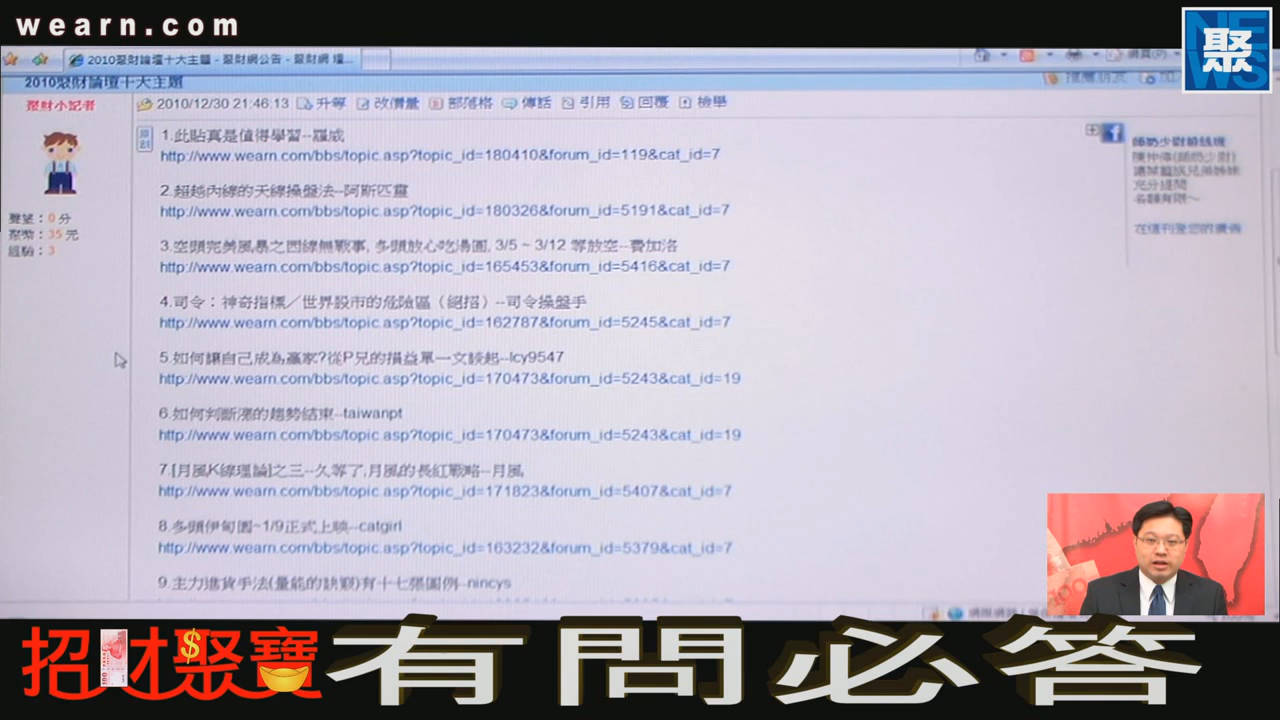 wearn.com
NEWS
聚
2010聚財論壇十大主題 - 聚財網公告 - 聚財網 壇...
網頁(P)
2010聚財論壇十大主題
推薦朋友
聚財小記者
2010/12/30 21:46:13 升等 改價量 部落格 傳話 引用 回覆 檢舉
原創
1.此貼真是值得學習--羅威
http://www.wearn.com/bbs/topic.asp?topic_id=180410&forum_id=119&cat_id=7
2.超越內線的天線操盤法--阿斯匹靈
http://www.wearn.com/bbs/topic.asp?topic_id=180326&forum_id=5191&cat_id=7
3.空頭完美風暴之西線無戰事, 多頭放心吃湯圓, 3/5 ~ 3/12 等放空--費加洛
http://www.wearn.com/bbs/topic.asp?topic_id=165453&forum_id=5416&cat_id=7
4.司令：神奇指標／世界股市的危險區（絕招）--司令操盤手
http://www.wearn.com/bbs/topic.asp?topic_id=162787&forum_id=5245&cat_id=7
5.如何讓自己成為贏家?從P兄的損益單一文談起--lcy9547
http://www.wearn.com/bbs/topic.asp?topic_id=170473&forum_id=5243&cat_id=19
6.如何判斷漲的趨勢結束--taiwanpt
http://www.wearn.com/bbs/topic.asp?topic_id=170473&forum_id=5243&cat_id=19
7.[月風K線理論]之三--久等了,月風的長紅戰略--月風
http://www.wearn.com/bbs/topic.asp?topic_id=171823&forum_id=5407&cat_id=7
8.多頭伊甸園~1/9正式上映--catgirl
http://www.wearn.com/bbs/topic.asp?topic_id=163232&forum_id=5379&cat_id=7
9.主力進貨手法(量能的訣竅)有十七張圖例--nincys
聲望：0 分
聚幣：35 元
經驗：3
充分提問
招財聚寶
有問必答